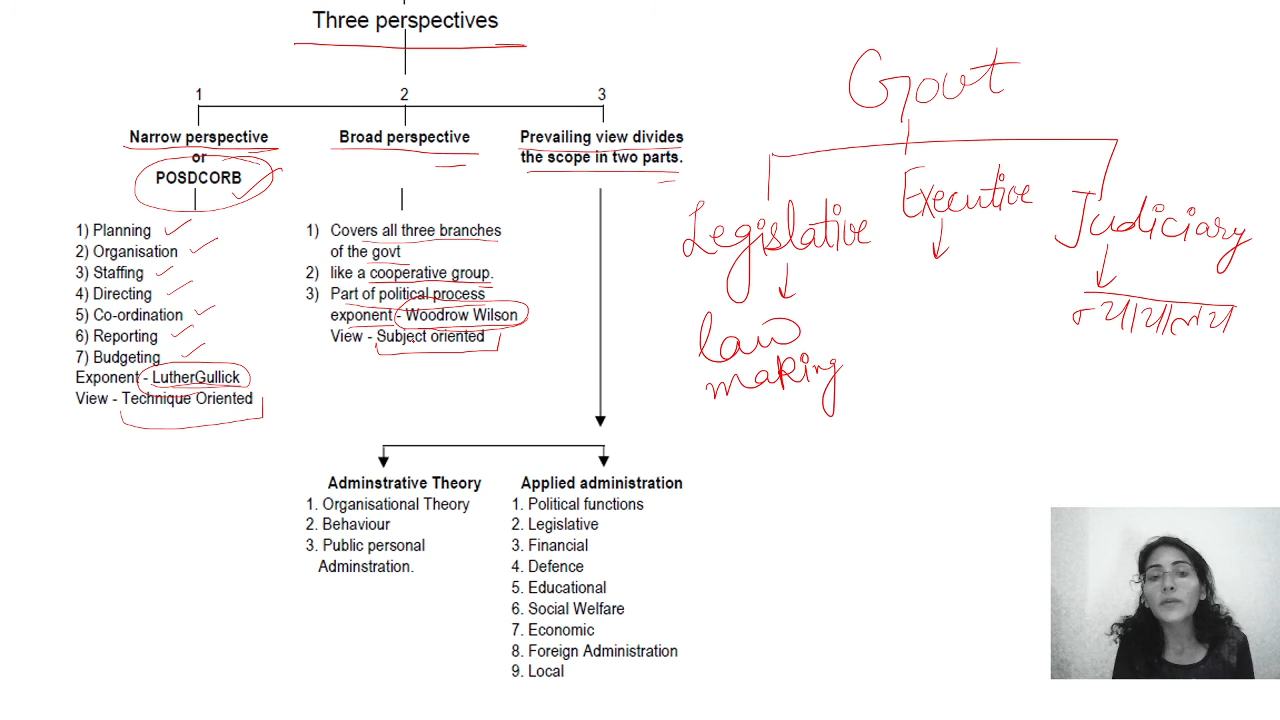 Three perspectives
1
2
3
Narrow perspective
or
POSDCORB
1) Planning
2) Organisation
3) Staffing
4) Directing
5) Co-ordination
6) Reporting
7) Budgeting
Exponent - LutherGullick
View - Technique Oriented
Broad perspective
1) Covers all three branches
of the govt
2) like a cooperative group.
3) Part of political process
exponent - Woodrow Wilson
View - Subject oriented
Prevailing view divides
the scope in two parts.
Adminstrative Theory
1. Organisational Theory
2. Behaviour
3. Public personal
Adminstration.
Applied administration
1. Political functions
2. Legislative
3. Financial
4. Defence
5. Educational
6. Social Welfare
7. Economic
8. Foreign Administration
9. Local
Govt
Legislative
Executive
Judiciary
law
making
न्यायालय